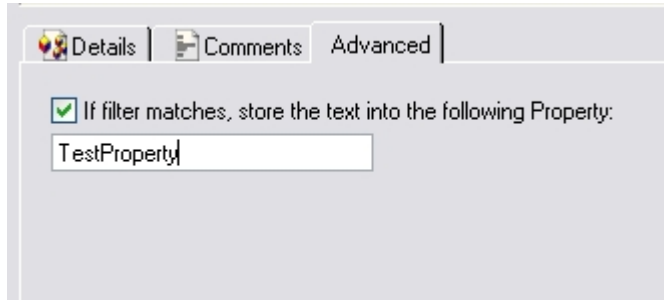 Details Comments Advanced
If filter matches, store the text into the following Property:
TestProperty